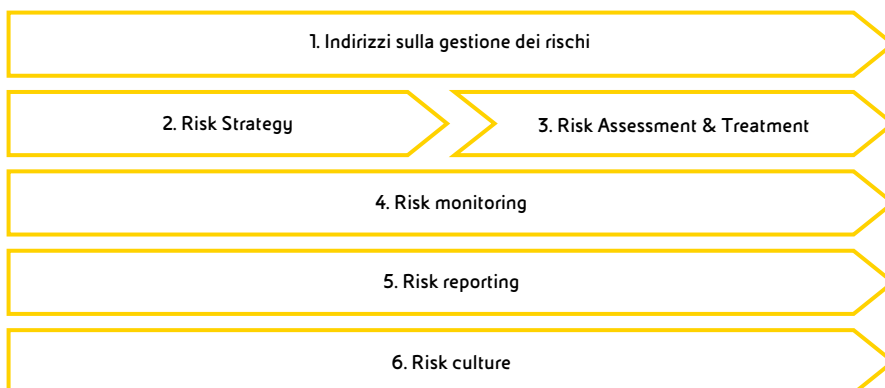 1. Indirizzi sulla gestione dei rischi
2. Risk Strategy
3. Risk Assessment & Treatment
4. Risk monitoring
5. Risk reporting
6. Risk culture